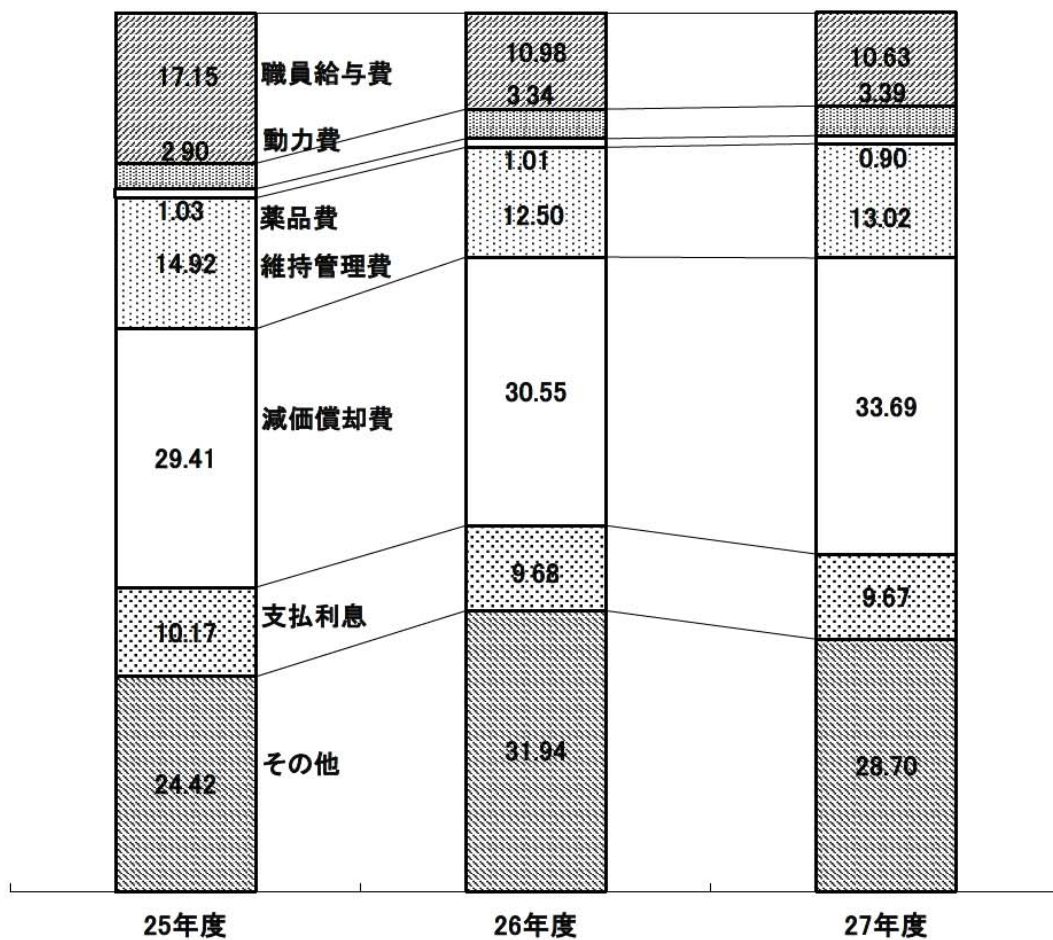 17.15 職員給与費 10.98 10.63
2.90 動力費 3.34 3.39
1.03 薬品費 1.01 0.90
14.92 維持管理費 12.50 13.02
29.41 減価償却費 30.55 33.69
10.17 支払利息 9.68 9.67
24.42 その他 31.94 28.70
25年度 26年度 27年度